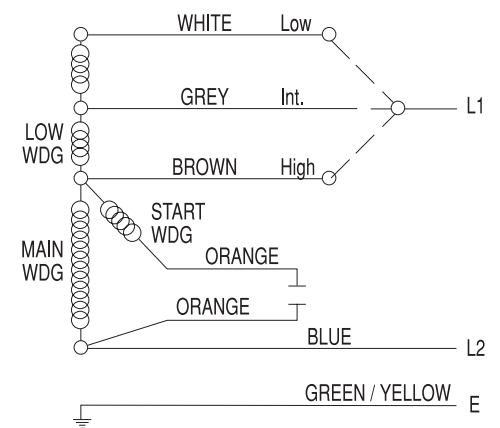 WHITE Low
GREY Int.
L1
LOW
WDG
BROWN High
START
WDG
MAIN
WDG
ORANGE
ORANGE
BLUE
L2
GREEN / YELLOW
E